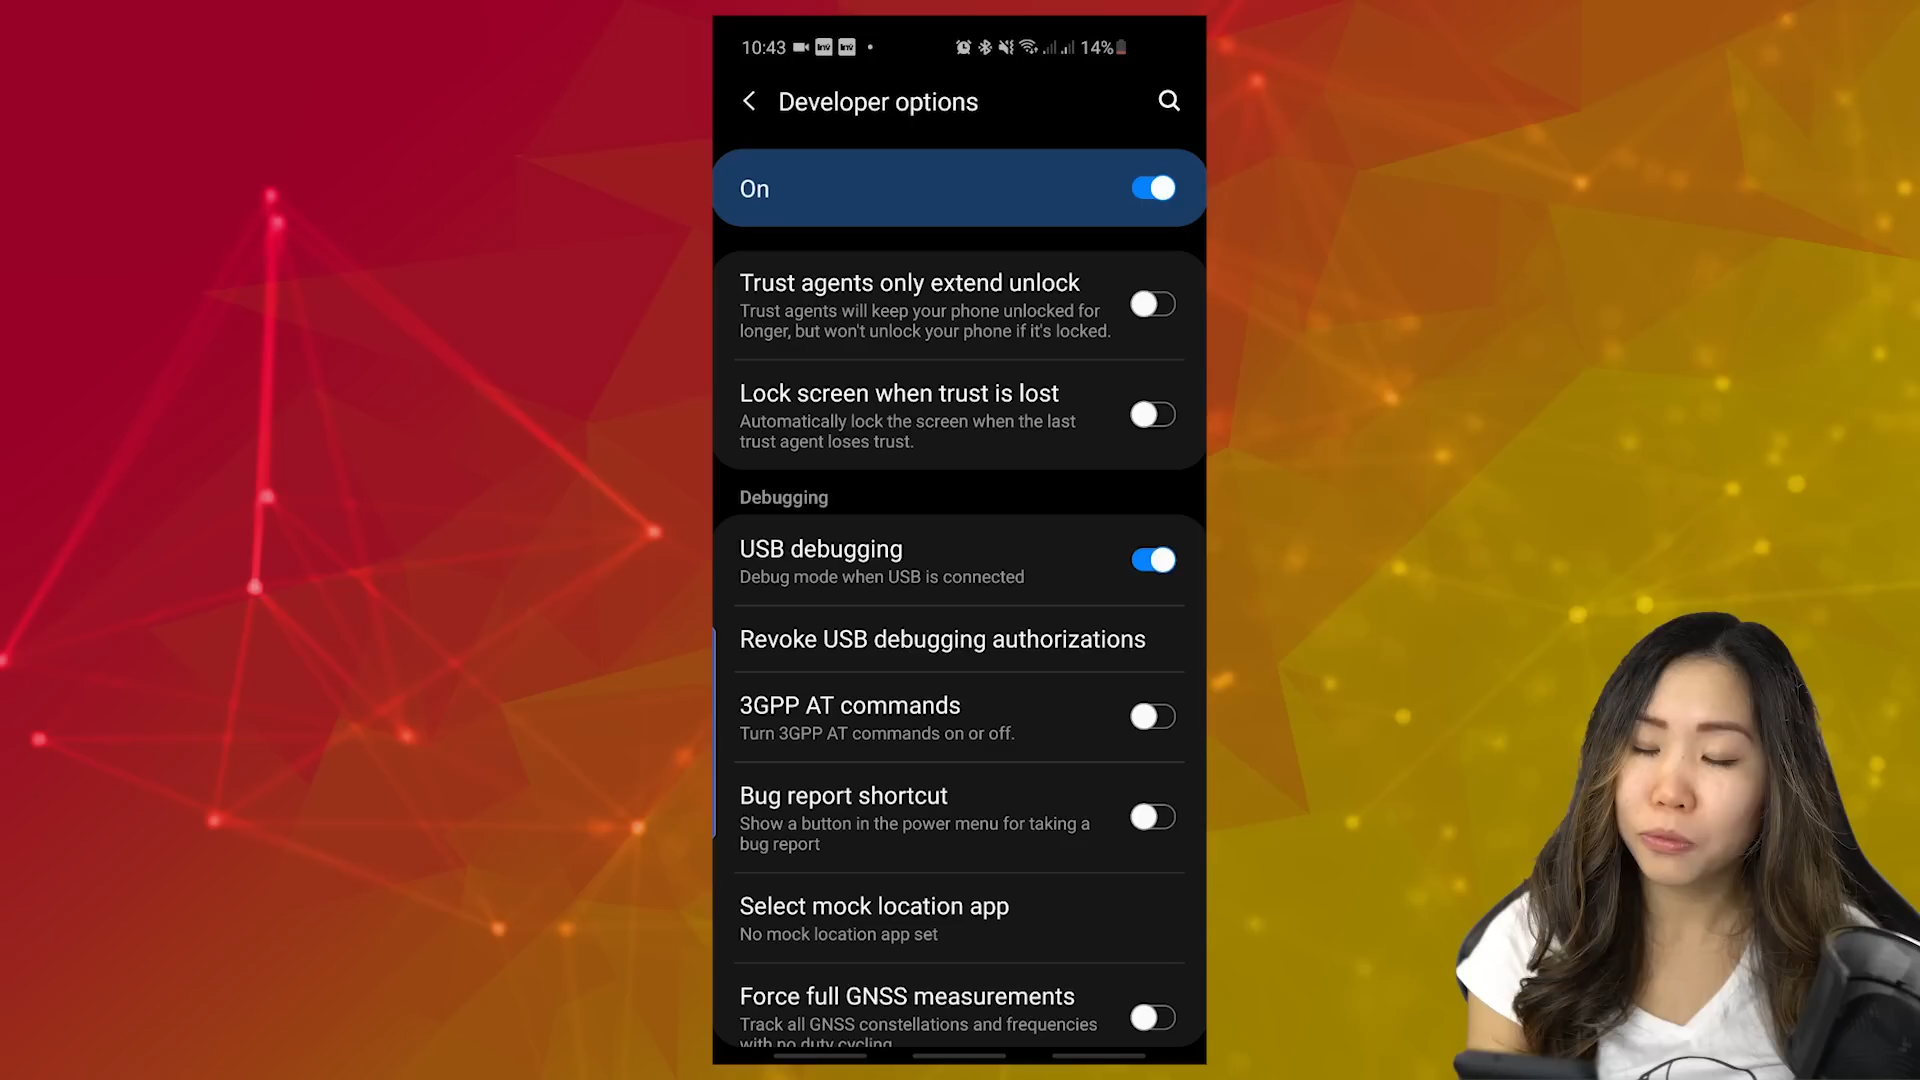 10:43
14%
Developer options
On
Trust agents only extend unlock
Trust agents will keep your phone unlocked for
longer, but won't unlock your phone if it's locked.
Lock screen when trust is lost
Automatically lock the screen when the last
trust agent loses trust.
Debugging
USB debugging
Debug mode when USB is connected
Revoke USB debugging authorizations
3GPP AT commands
Turn 3GPP AT commands on or off.
Bug report shortcut
Show a button in the power menu for taking a
bug report
Select mock location app
No mock location app set
Force full GNSS measurements
Track all GNSS constellations and frequencies
with no duty cycling